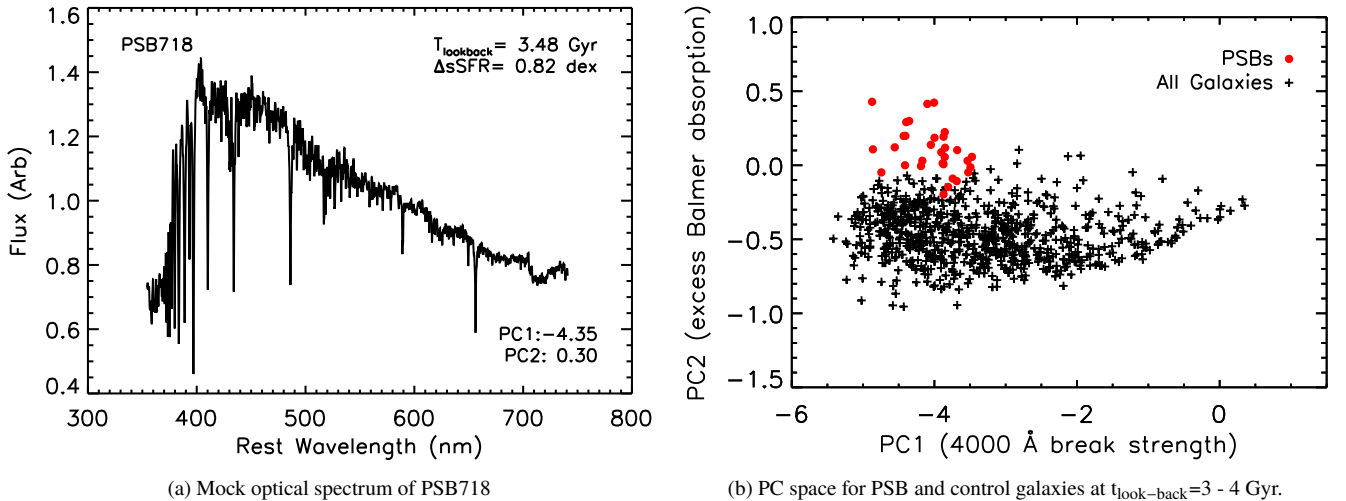 1.6
1.4
1.2
1.0
0.8
0.6
0.4
Flux (Arb)
PSB718
T_lookback= 3.48 Gyr
ΔsSFR= 0.82 dex
PC1:−4.35
PC2: 0.30
300 400 500 600 700 800
Rest Wavelength (nm)
(a) Mock optical spectrum of PSB718
1.0
0.5
0.0
−0.5
−1.0
−1.5
PC2 (excess Balmer absorption)
PSBs
All Galaxies
−6 −4 −2 0
PC1 (4000 Å break strength)
(b) PC space for PSB and control galaxies at t_look−back=3 - 4 Gyr.